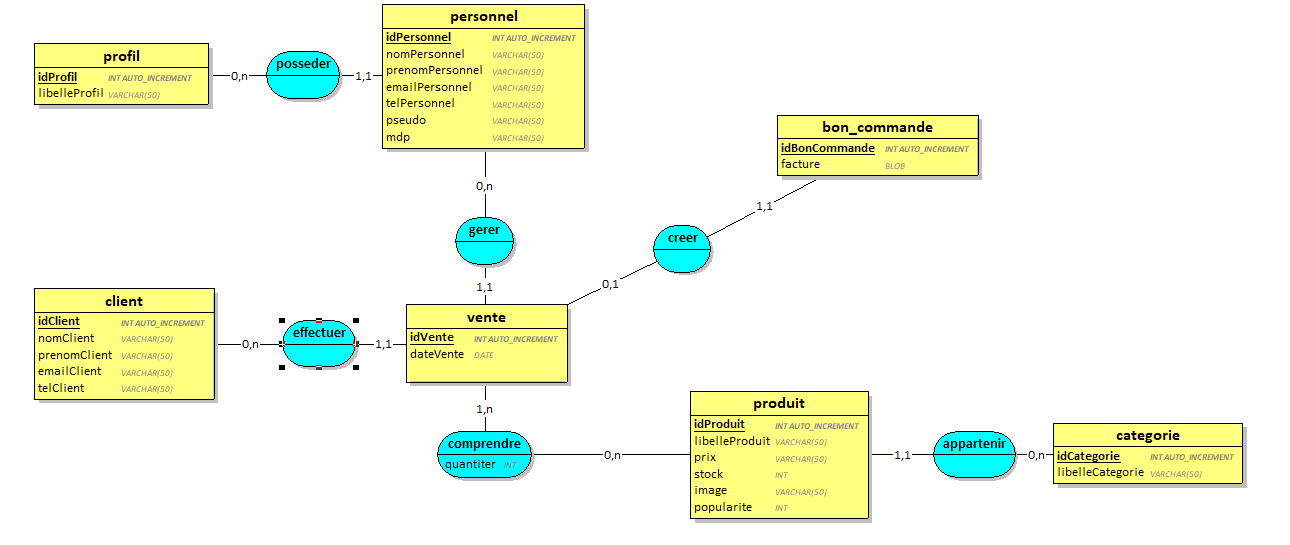 profil
idProfil INT AUTO_INCREMENT
libelleProfil VARCHAR(50)
0,n
posseder
1,1
personnel
idPersonnel INT AUTO_INCREMENT
nomPersonnel VARCHAR(50)
prenomPersonnel VARCHAR(50)
emailPersonnel VARCHAR(50)
telPersonnel VARCHAR(50)
pseudo VARCHAR(50)
mdp VARCHAR(50)
0,n
gerer
1,1
bon_commande
idBonCommande INT AUTO_INCREMENT
facture BLOB
1,1
creer
0,1
client
idClient INT AUTO_INCREMENT
nomClient VARCHAR(50)
prenomClient VARCHAR(50)
emailClient VARCHAR(50)
telClient VARCHAR(50)
0,n
effectuer
1,1
vente
idVente INT AUTO_INCREMENT
dateVente DATE
1,n
comprendre
quantiter INT
0,n
produit
idProduit INT AUTO_INCREMENT
libelleProduit VARCHAR(50)
prix VARCHAR(50)
stock INT
image VARCHAR(50)
popularite INT
1,1
appartenir
0,n
categorie
idCategorie INT AUTO_INCREMENT
libelleCategorie VARCHAR(50)